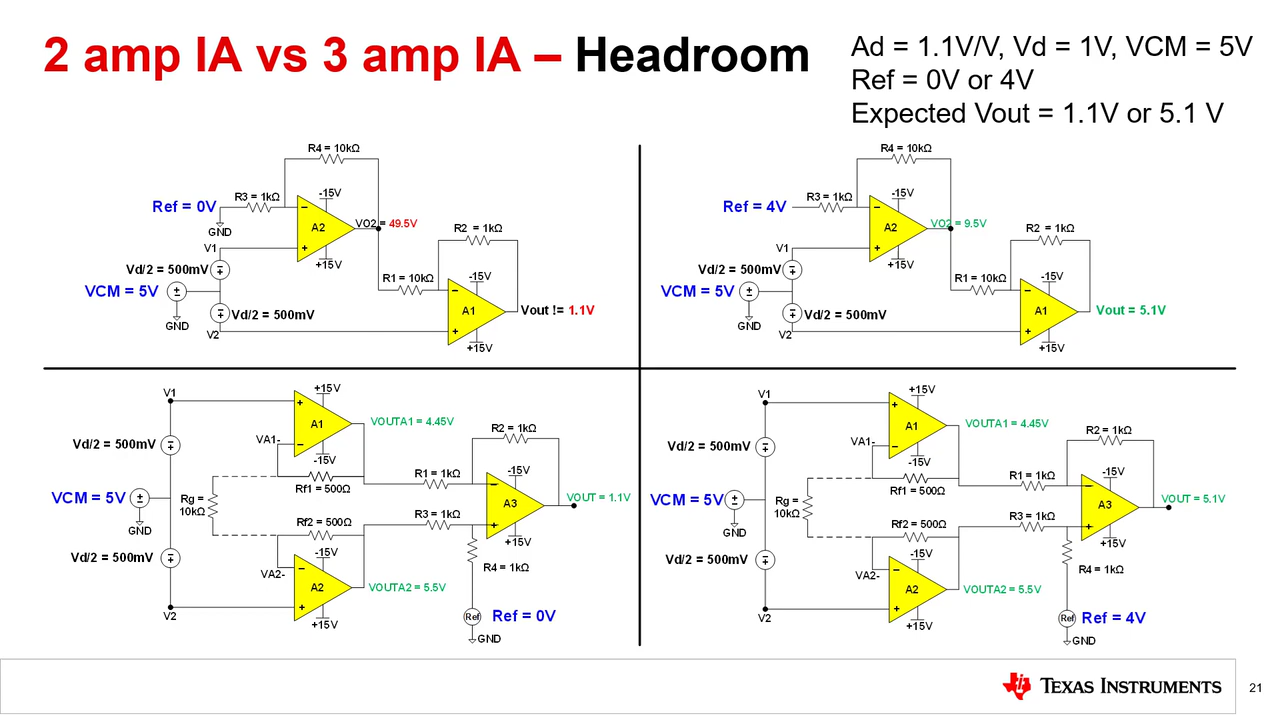 2 amp IA vs 3 amp IA – Headroom
Ad = 1.1V/V, Vd = 1V, VCM = 5V
Ref = 0V or 4V
Expected Vout = 1.1V or 5.1 V
R4 = 10kΩ
R3 = 1kΩ
-15V
Ref = 0V
GND
A2
VO2 = 49.5V
R2 = 1kΩ
V1
+15V
Vd/2 = 500mV
R1 = 10kΩ
-15V
VCM = 5V
A1
Vout != 1.1V
Vd/2 = 500mV
GND
V2
+15V
R4 = 10kΩ
R3 = 1kΩ
-15V
Ref = 4V
A2
VO2 = 9.5V
R2 = 1kΩ
V1
+15V
Vd/2 = 500mV
R1 = 10kΩ
-15V
VCM = 5V
A1
Vout = 5.1V
Vd/2 = 500mV
GND
V2
+15V
V1
+15V
A1
VOUTA1 = 4.45V
VA1-
Vd/2 = 500mV
-15V
R2 = 1kΩ
Rf1 = 500Ω
R1 = 1kΩ
-15V
VCM = 5V
Rg =
10kΩ
A3
VOUT = 1.1V
GND
Rf2 = 500Ω
R3 = 1kΩ
+15V
Vd/2 = 500mV
-15V
VA2-
A2
VOUTA2 = 5.5V
R4 = 1kΩ
V2
+15V
Ref
Ref = 0V
GND
V1
+15V
A1
VOUTA1 = 4.45V
VA1-
Vd/2 = 500mV
-15V
R2 = 1kΩ
Rf1 = 500Ω
R1 = 1kΩ
-15V
VCM = 5V
Rg =
10kΩ
A3
VOUT = 5.1V
GND
Rf2 = 500Ω
R3 = 1kΩ
+15V
Vd/2 = 500mV
-15V
VA2-
A2
VOUTA2 = 5.5V
R4 = 1kΩ
V2
+15V
Ref
Ref = 4V
GND
TEXAS INSTRUMENTS
21